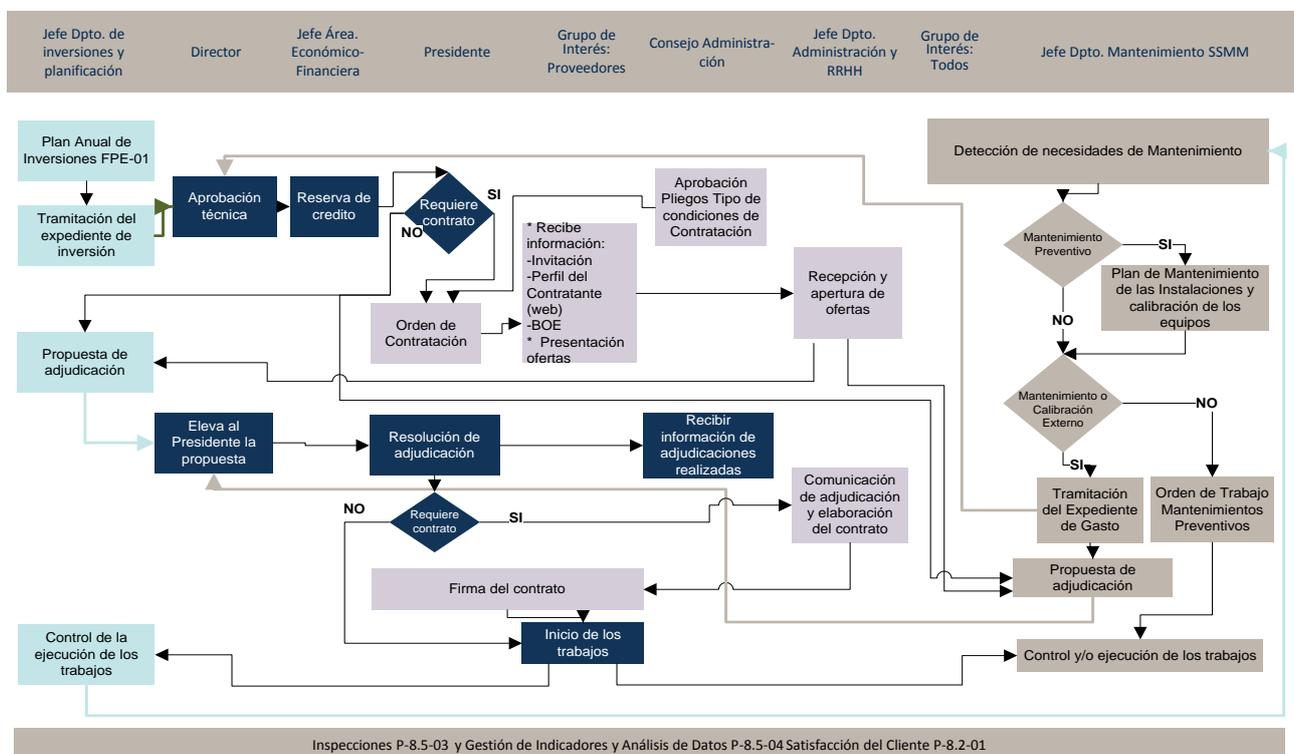 Jefe Dpto. de
inversiones y
planificación
Director
Jefe Área.
Económico-
Financiera
Presidente
Grupo de
Interés:
Proveedores
Consejo Administra-
ción
Jefe Dpto.
Administración y
RRHH
Grupo de
Interés:
Todos
Jefe Dpto. Mantenimiento SSMM
Plan Anual de
Inversiones FPE-01
Tramitación del
expediente de
inversión
Aprobación
técnica
Reserva de
credito
Requiere
contrato
SI
NO
Aprobación
Pliegos Tipo de
condiciones de
Contratación
Orden de
Contratación
* Recibe
información:
-Invitación
-Perfil del
Contratante
(web)
-BOE
* Presentación
ofertas
Recepción y
apertura de
ofertas
Detección de necesidades de Mantenimiento
Mantenimiento
Preventivo
SI
Plan de Mantenimiento
de las Instalaciones y
calibración de los
equipos
NO
Mantenimiento o
Calibración
Externo
NO
SI
Tramitación
del Expediente
de Gasto
Orden de Trabajo
Mantenimientos
Preventivos
Propuesta de
adjudicación
Control y/o ejecución de los trabajos
Propuesta de
adjudicación
Eleva al
Presidente la
propuesta
Resolución de
adjudicación
Recibir
información de
adjudicaciones
realizadas
Requiere
contrato
NO
SI
Comunicación
de adjudicación
y elaboración
del contrato
Firma del contrato
Inicio de los
trabajos
Control de la
ejecución de los
trabajos
Inspecciones P-8.5-03 y Gestión de Indicadores y Análisis de Datos P-8.5-04 Satisfacción del Cliente P-8.2-01